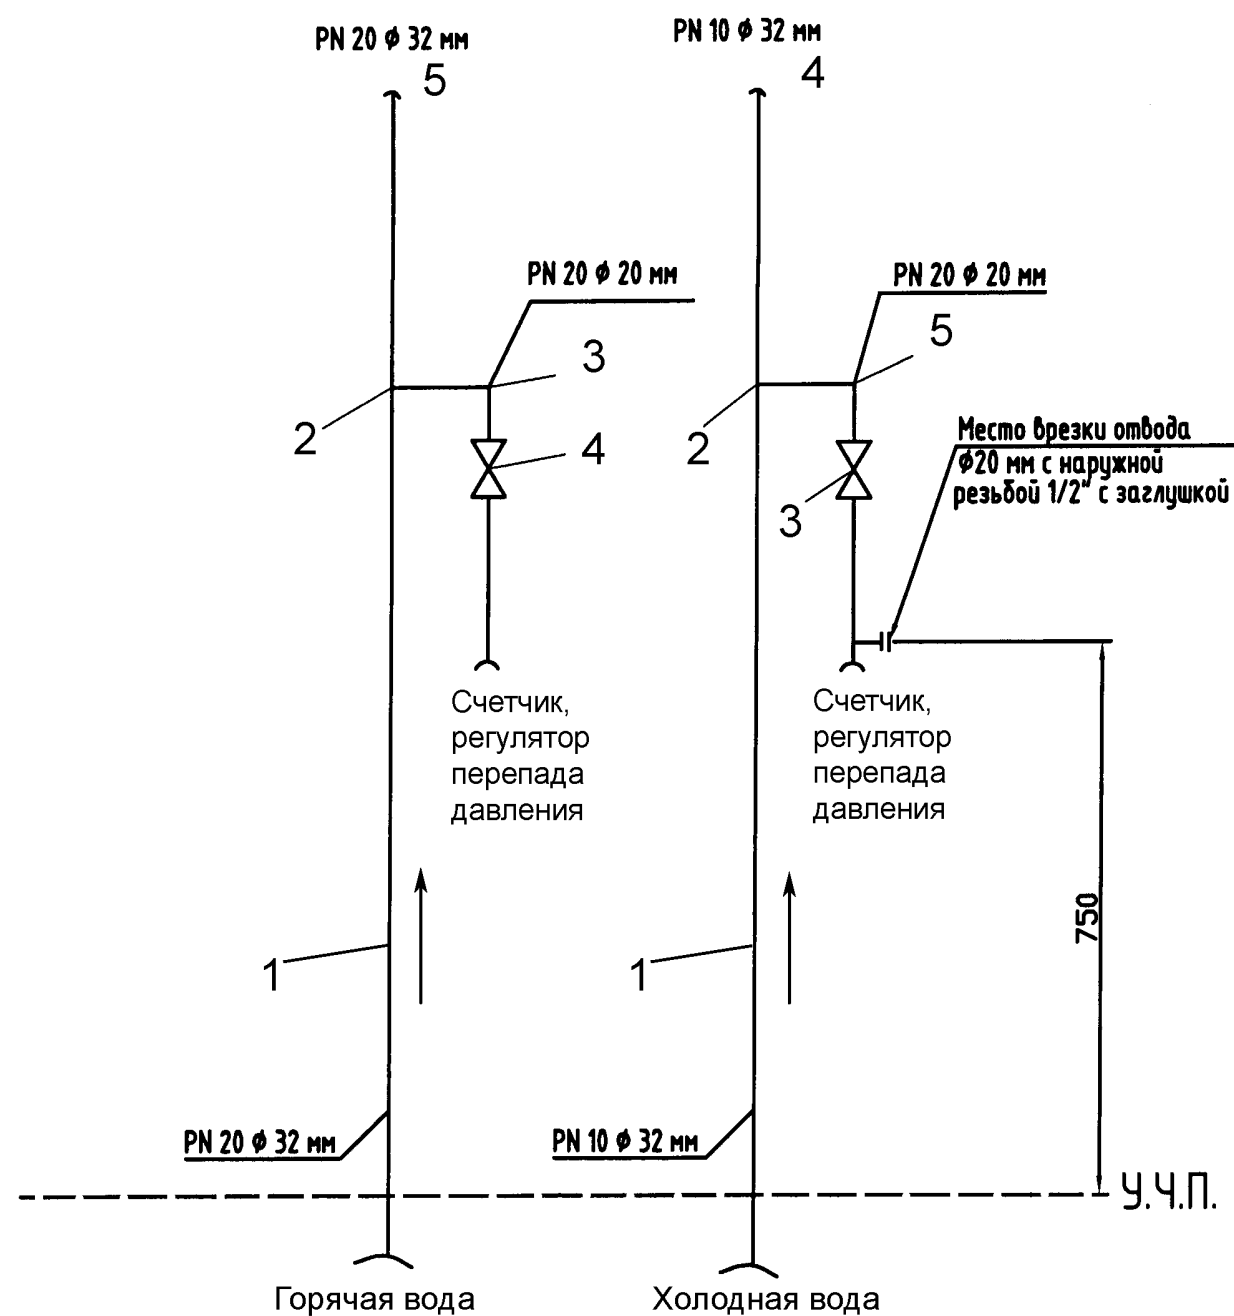 PN 20 ϕ 32 мм
5
PN 10 ϕ 32 мм
4
PN 20 ϕ 20 мм
3
2
4
PN 20 ϕ 20 мм
5
2
3
Место врезки отвода
ϕ20 мм с наружной
резьбой 1/2" с заглушкой
Счетчик,
регулятор
перепада
давления
Счетчик,
регулятор
перепада
давления
750
1
1
PN 20 ϕ 32 мм
PN 10 ϕ 32 мм
У.Ч.П.
Горячая вода
Холодная вода